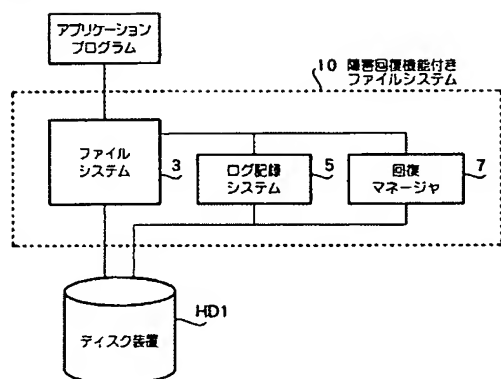 アプリケーション
プログラム
10 障害回復機能付き
ファイルシステム
ファイル
システム
3
ログ記録
システム
5
回復
マネージャ
7
HD1
ディスク装置